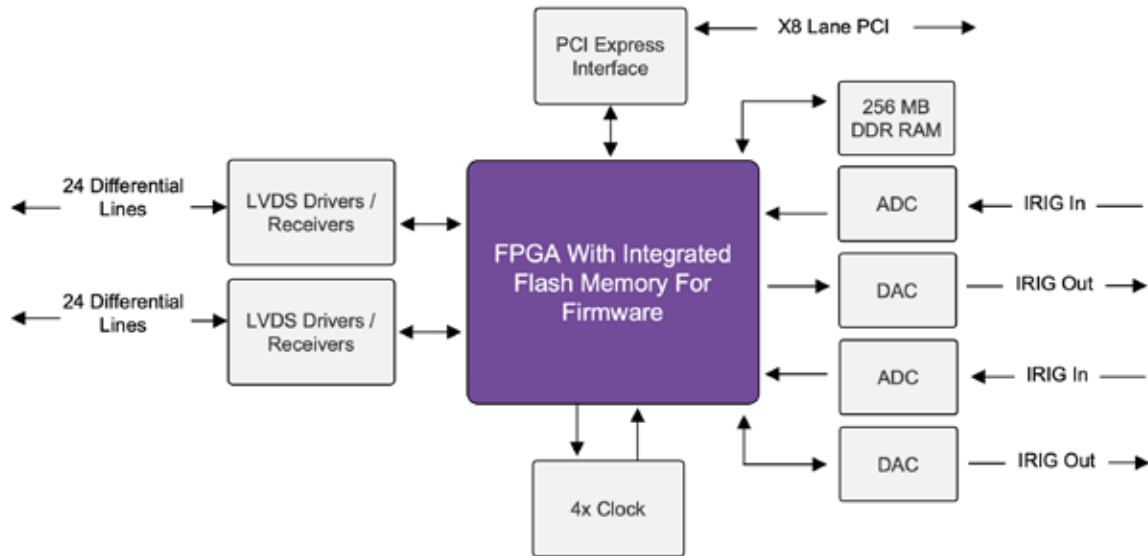 PCI Express
Interface
X8 Lane PCI
256 MB
DDR RAM
24 Differential
Lines
LVDS Drivers /
Receivers
FPGA With Integrated
Flash Memory For
Firmware
ADC
IRIG In
DAC
IRIG Out
24 Differential
Lines
LVDS Drivers /
Receivers
ADC
IRIG In
DAC
IRIG Out
4x Clock